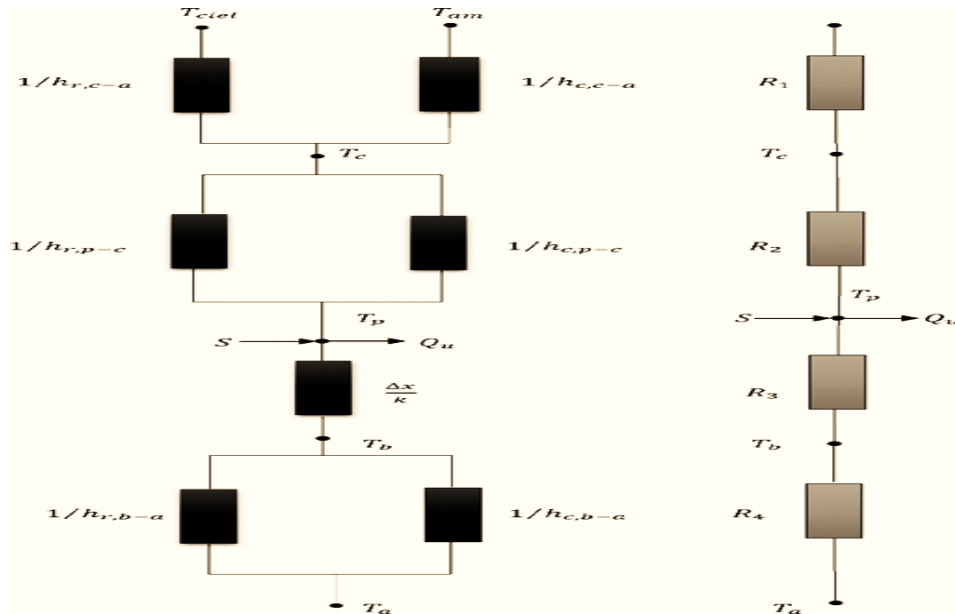 T_ciel T_am
1/h_r,c−a 1/h_c,c−a R_1
T_c T_c
1/h_r,p−c 1/h_c,p−c R_2
T_p T_p
S Q_u S Q_u
Δx/κ R_3
T_b T_b
1/h_r,b−a 1/h_c,b−a R_4
T_a T_a